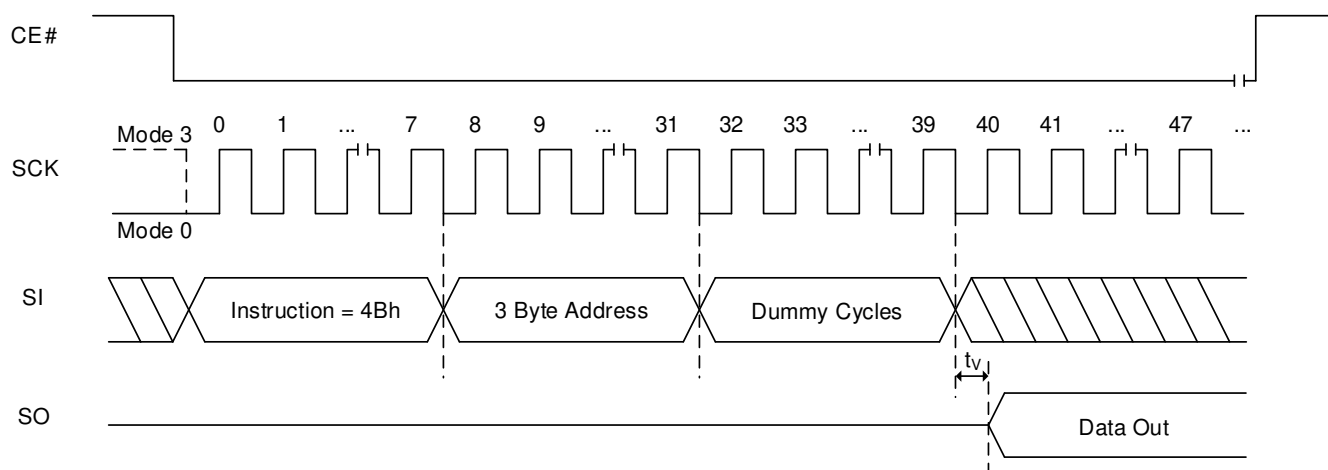 CE#
Mode 3 0 1 ... 7 8 9 ... 31 32 33 ... 39 40 41 ... 47 ...
SCK
Mode 0
SI Instruction = 4Bh 3 Byte Address Dummy Cycles
tV
SO Data Out